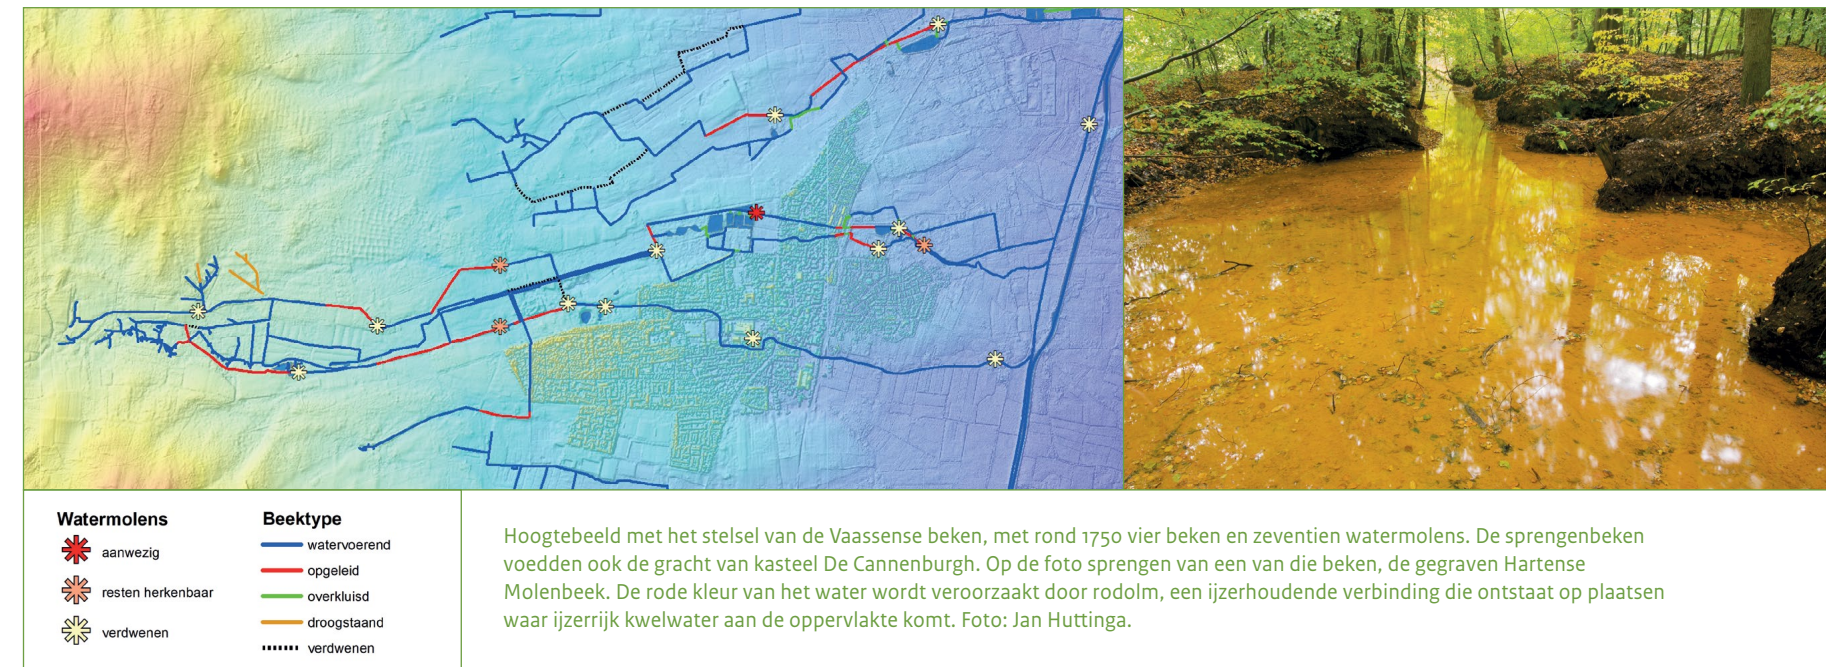 Watermolens
aanwezig
resten herkenbaar
verdwenen
Beektype
watervoerend
opgeleid
overkluisd
droogstaand
verdwenen
Hoogtebeeld met het stelsel van de Vaassense beken, met rond 1750 vier beken en zeventien watermolens. De sprengenbeken
voedden ook de gracht van kasteel De Cannenburgh. Op de foto sprengen van een van die beken, de gegraven Hartense
Molenbeek. De rode kleur van het water wordt veroorzaakt door rodolm, een ijzerhoudende verbinding die ontstaat op plaatsen
waar ijzerrijk kwelwater aan de oppervlakte komt. Foto: Jan Huttinga.